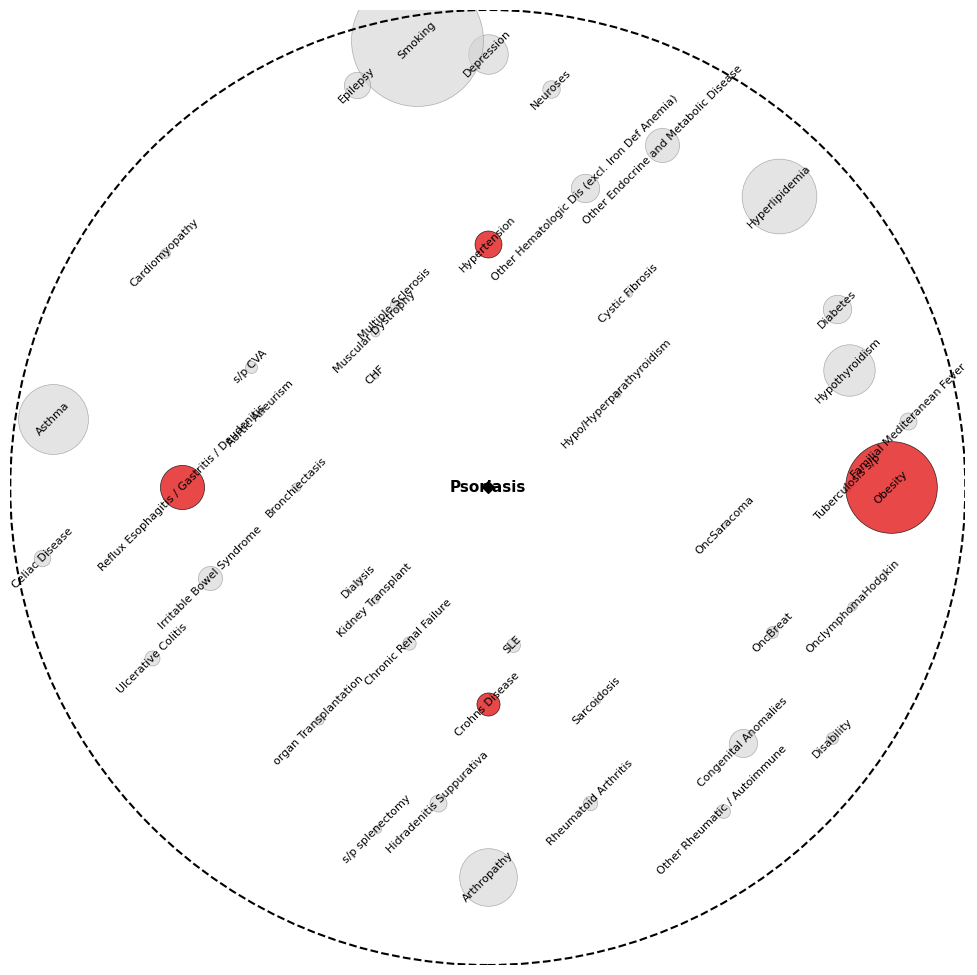 Smoking
Depression
Epilepsy
Neuroses
Other Endocrine and Metabolic Disease
Other Hematologic Dis (excl. Iron Def Anemia)
Hyperlipidemia
Hypertension
Cardiomyopathy
Cystic Fibrosis
Multiple Sclerosis
Diabetes
Muscular Dystrophy
s/p CVA
CHF
Hypothyroidism
Hypo/Hyperparathyroidism
Aortic Aneurism
Asthma
Familial Mediteranean Fever
Reflux Esophagitis / Gastritis / Deudenitis
Bronchiectasis
Psoriasis
Tuberculosis s/p
Obesity
OncSaracoma
Celiac Disease
Irritable Bowel Syndrome
Dialysis
Kidney Transplant
OnclymphomaHodgkin
OncBreat
Chronic Renal Failure
SLE
Ulcerative Colitis
Sarcoidosis
Crohns Disease
organ Transplantation
Disability
Congenital Anomalies
Hidradenitis Suppurativa
Rheumatoid Arthritis
Other Rheumatic / Autoimmune
s/p splenectomy
Arthropathy